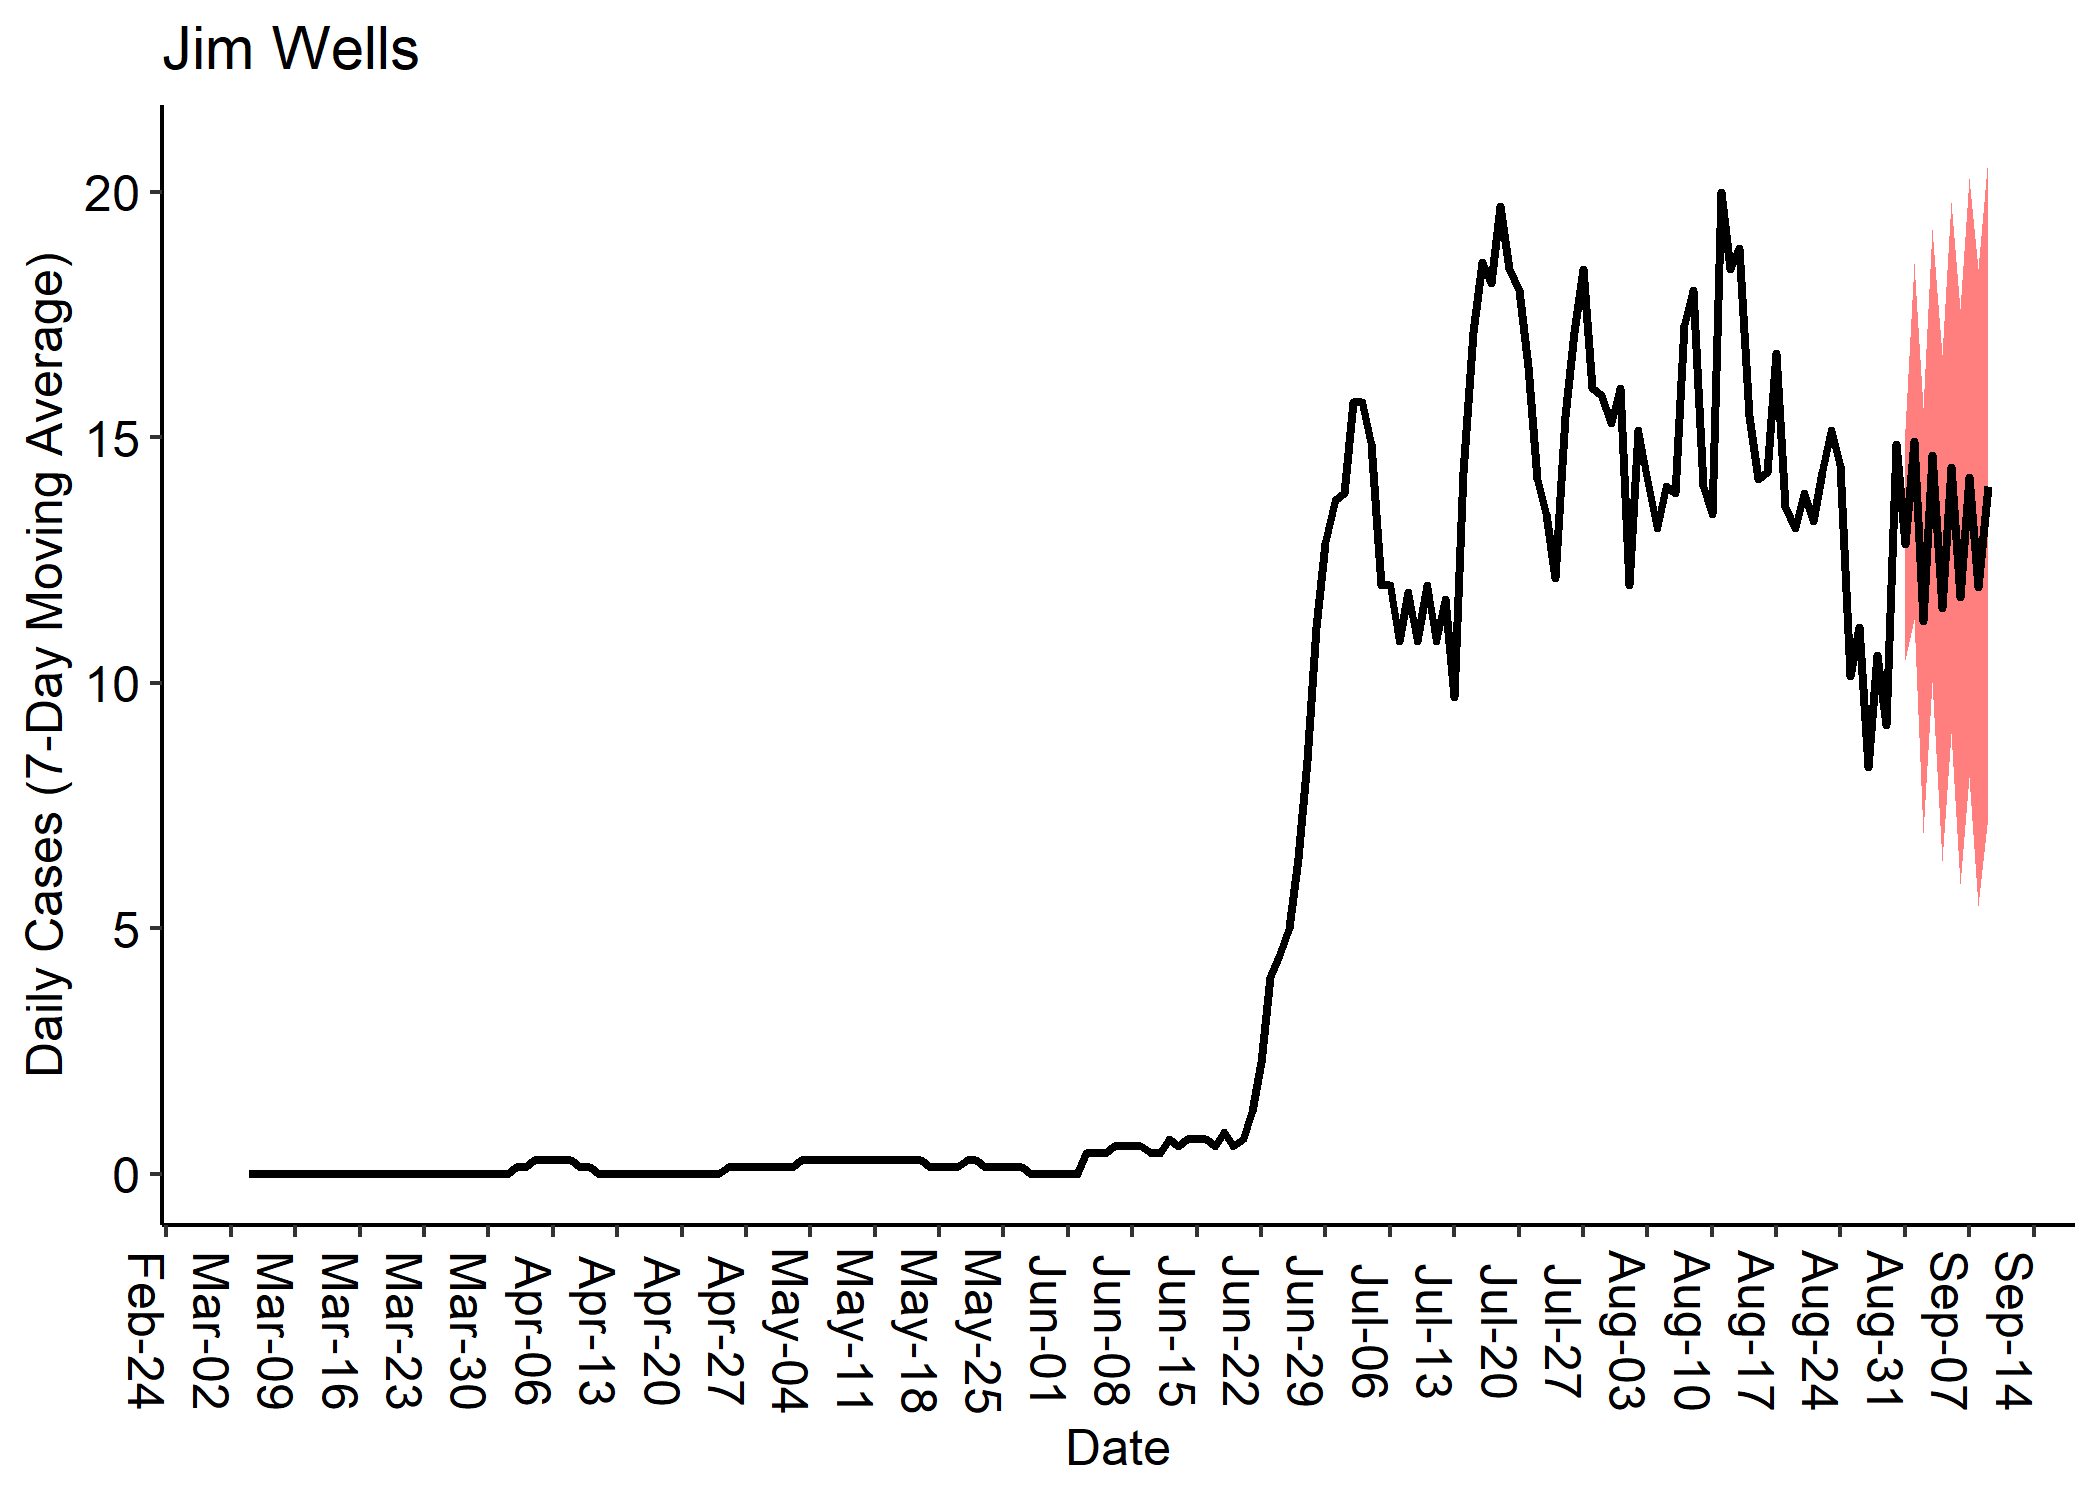 Jim Wells
Daily Cases (7-Day Moving Average)
20
15
10
5
0
Feb-24
Mar-02
Mar-09
Mar-16
Mar-23
Mar-30
Apr-06
Apr-13
Apr-20
Apr-27
May-04
May-11
May-18
May-25
Jun-01
Jun-08
Jun-15
Jun-22
Jun-29
Jul-06
Jul-13
Jul-20
Jul-27
Aug-03
Aug-10
Aug-17
Aug-24
Aug-31
Sep-07
Sep-14
Date